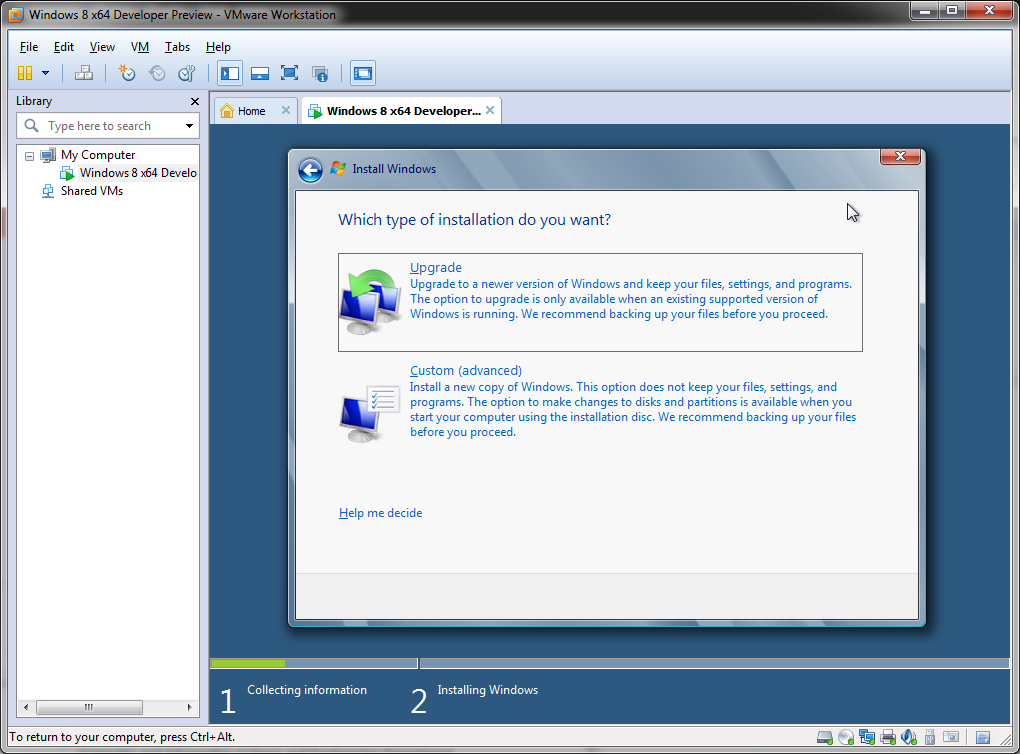 Windows 8 x64 Developer Preview - VMware Workstation
File Edit View VM Tabs Help
Library
Home
Windows 8 x64 Developer...
Type here to search
My Computer
Windows 8 x64 Develo
Shared VMs
Install Windows
Which type of installation do you want?
Upgrade
Upgrade to a newer version of Windows and keep your files, settings, and programs.
The option to upgrade is only available when an existing supported version of
Windows is running. We recommend backing up your files before you proceed.
Custom (advanced)
Install a new copy of Windows. This option does not keep your files, settings, and
programs. The option to make changes to disks and partitions is available when you
start your computer using the installation disc. We recommend backing up your files
before you proceed.
Help me decide
1 Collecting information
2 Installing Windows
To return to your computer, press Ctrl+Alt.